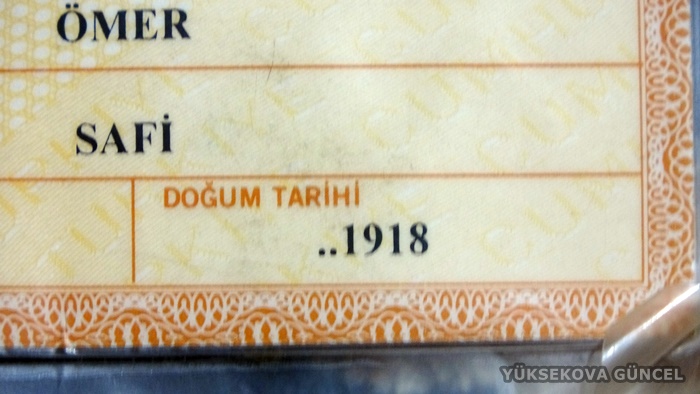 ÖMER
SAFİ
DOĞUM TARİHİ
..1918
YÜKSEKOVA GÜNCEL